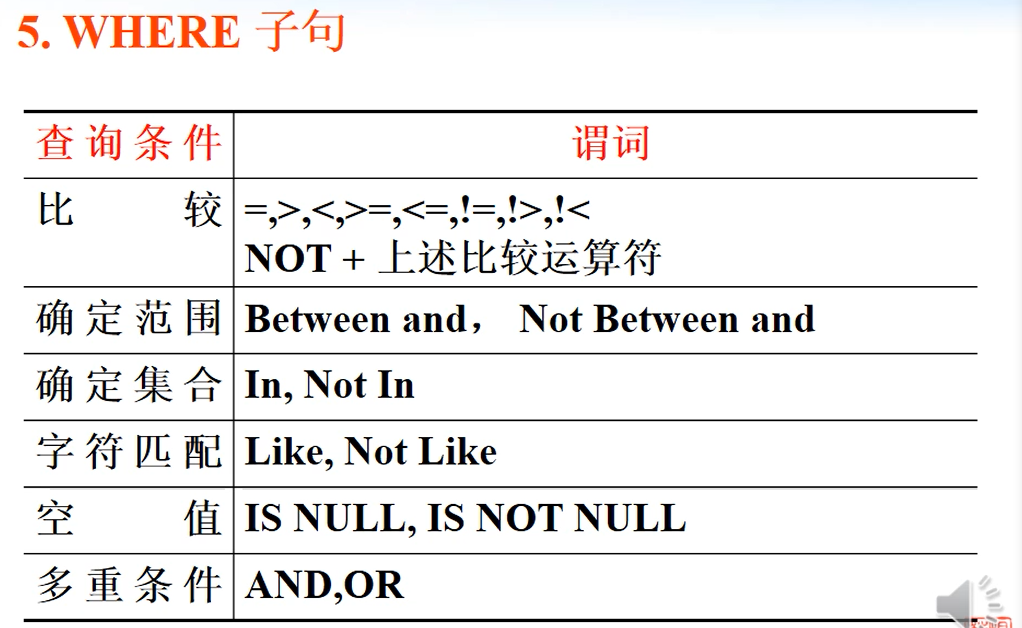 5. WHERE 子句
查询条件 谓词
比较 =,>,<,>=,<=,!=,!>,!<
NOT + 上述比较运算符
确定范围 Between and， Not Between and
确定集合 In, Not In
字符匹配 Like, Not Like
空值 IS NULL, IS NOT NULL
多重条件 AND,OR